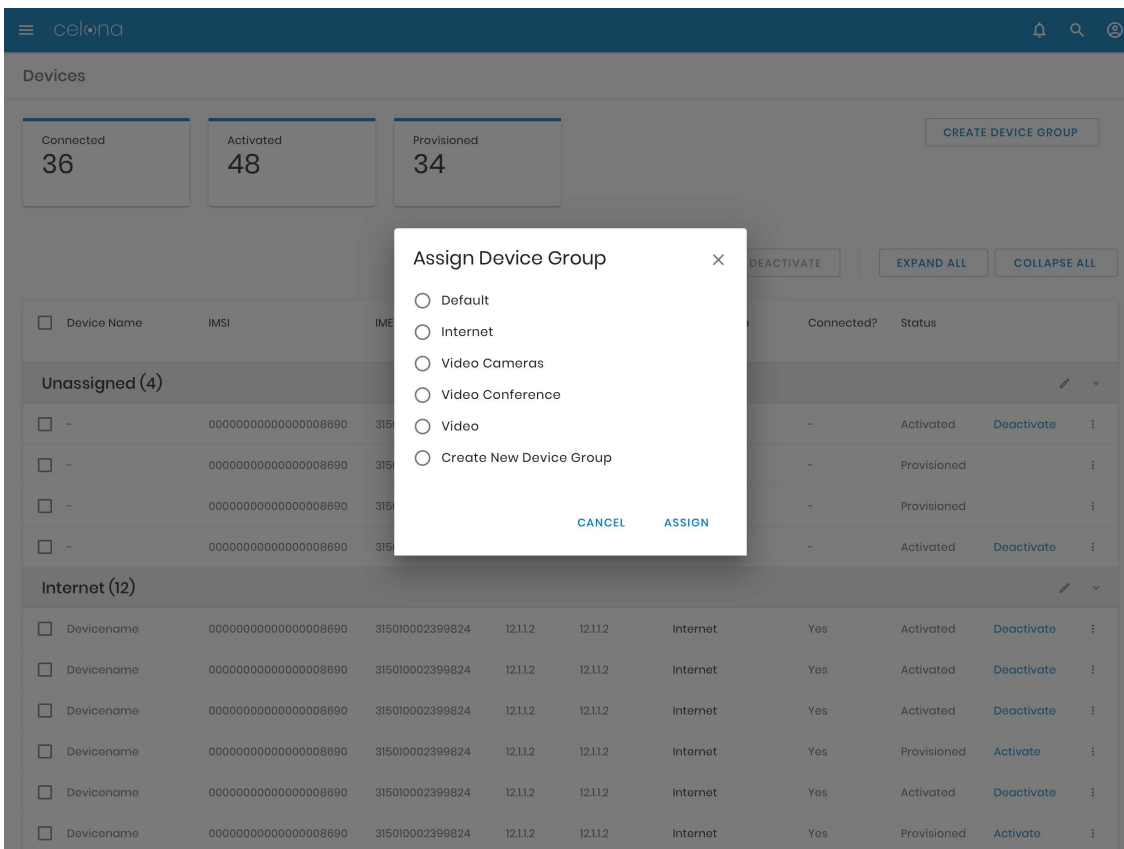 celona
Devices
Connected
36
Activated
48
Provisioned
34
CREATE DEVICE GROUP
Assign Device Group
Default
Internet
Video Cameras
Video Conference
Video
Create New Device Group
CANCEL ASSIGN
DEACTIVATE EXPAND ALL COLLAPSE ALL
Device Name IMSI Connected? Status
Unassigned (4)
- 00000000000000008690 - Activated Deactivate
- 00000000000000008690 - Provisioned
- 00000000000000008690 - Provisioned
- 00000000000000008690 - Activated Deactivate
Internet (12)
Devicename 00000000000000008690 315010002399824 12.1.1.2 12.1.1.2 Internet Yes Activated Deactivate
Devicename 00000000000000008690 315010002399824 12.1.1.2 12.1.1.2 Internet Yes Activated Deactivate
Devicename 00000000000000008690 315010002399824 12.1.1.2 12.1.1.2 Internet Yes Activated Deactivate
Devicename 00000000000000008690 315010002399824 12.1.1.2 12.1.1.2 Internet Yes Provisioned Activate
Devicename 00000000000000008690 315010002399824 12.1.1.2 12.1.1.2 Internet Yes Activated Deactivate
Devicename 00000000000000008690 315010002399824 12.1.1.2 12.1.1.2 Internet Yes Provisioned Activate